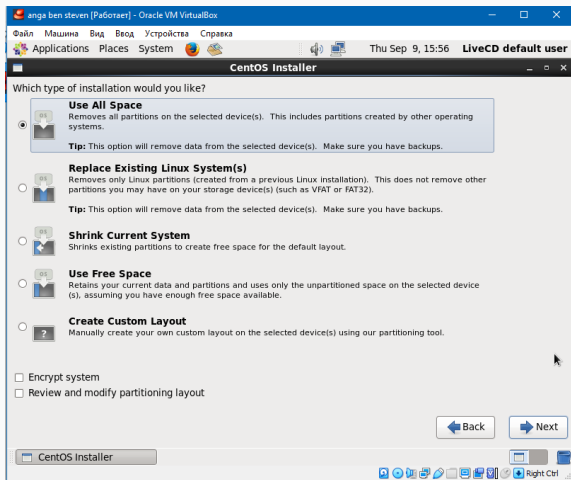 anga ben steven [Работает] - Oracle VM VirtualBox
Файл Машина Вид Ввод Устройства Справка
Applications Places System Thu Sep 9, 15:56 LiveCD default user
CentOS Installer
Which type of installation would you like?
Use All Space
Removes all partitions on the selected device(s). This includes partitions created by other operating
systems.
Tip: This option will remove data from the selected device(s). Make sure you have backups.
Replace Existing Linux System(s)
Removes only Linux partitions (created from a previous Linux installation). This does not remove other
partitions you may have on your storage device(s) (such as VFAT or FAT32).
Tip: This option will remove data from the selected device(s). Make sure you have backups.
Shrink Current System
Shrinks existing partitions to create free space for the default layout.
Use Free Space
Retains your current data and partitions and uses only the unpartitioned space on the selected device
(s), assuming you have enough free space available.
Create Custom Layout
Manually create your own custom layout on the selected device(s) using our partitioning tool.
Encrypt system
Review and modify partitioning layout
Back Next
CentOS Installer
Right Ctrl